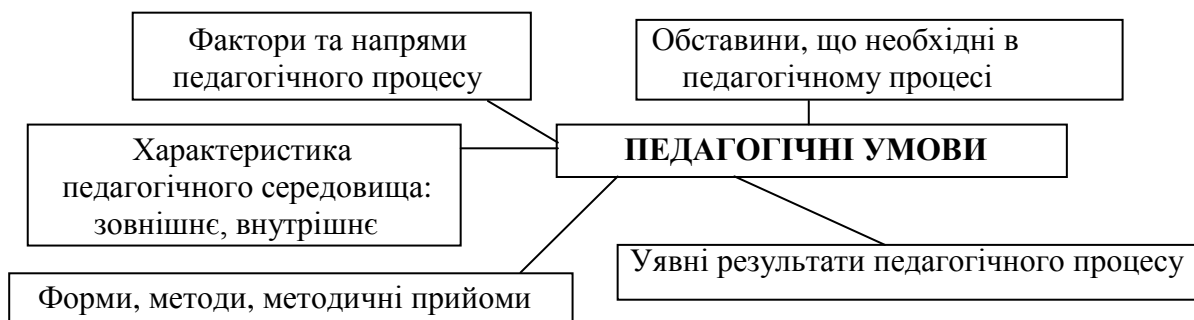 Фактори та напрями
педагогічного процесу
Обставини, що необхідні в
педагогічному процесі
ПЕДАГОГІЧНІ УМОВИ
Характеристика
педагогічного середовища:
зовнішнє, внутрішнє
Уявні результати педагогічного процесу
Форми, методи, методичні прийоми